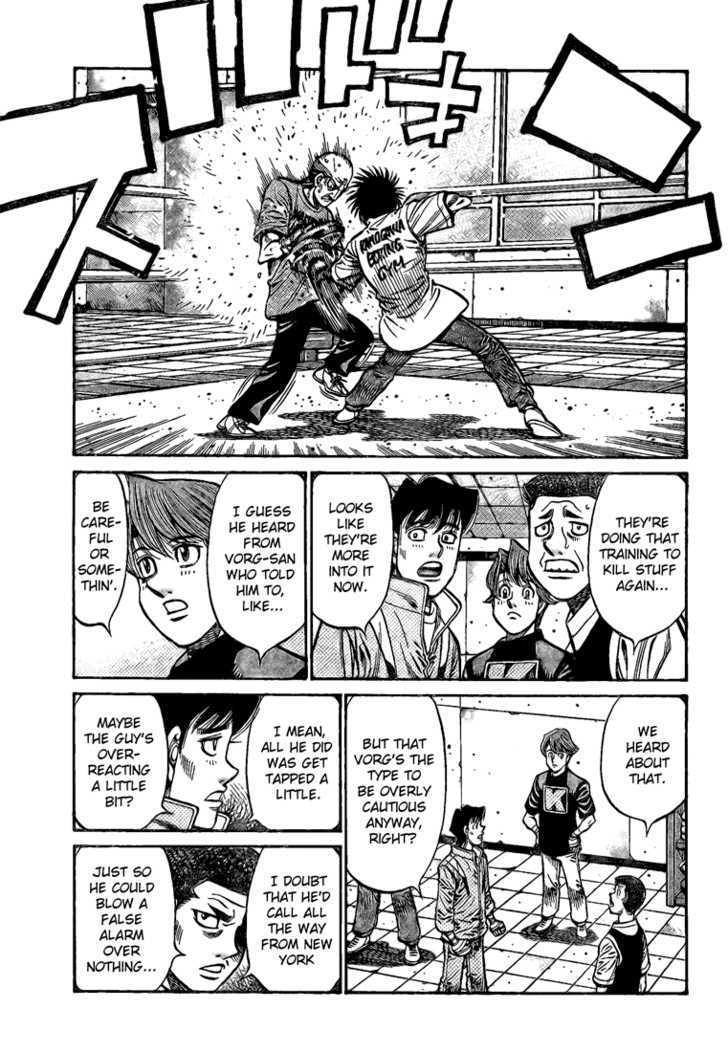 ズドドギャッ
KAMOGAWA
BOXING
GYM
THEY'RE
DOING THAT
TRAINING TO
KILL STUFF
AGAIN...
LOOKS
LIKE
THEY'RE
MORE
INTO IT
NOW.
K
I GUESS
HE HEARD
FROM
VORG-SAN
WHO TOLD
HIM TO,
LIKE...
BE
CARE-
FUL
OR
SOME-
THIN'.
WE
HEARD
ABOUT
THAT.
K
BUT THAT
VORG'S THE
TYPE TO
BE OVERLY
CAUTIOUS
ANYWAY,
RIGHT?
I MEAN,
ALL HE DID
WAS GET
TAPPED A
LITTLE.
MAYBE
THE GUY'S
OVER-
REACTING
A LITTLE
BIT?
I DOUBT
THAT HE'D
CALL ALL
THE WAY
FROM NEW
YORK
JUST SO
HE COULD
BLOW A
FALSE
ALARM
OVER
NOTHING...